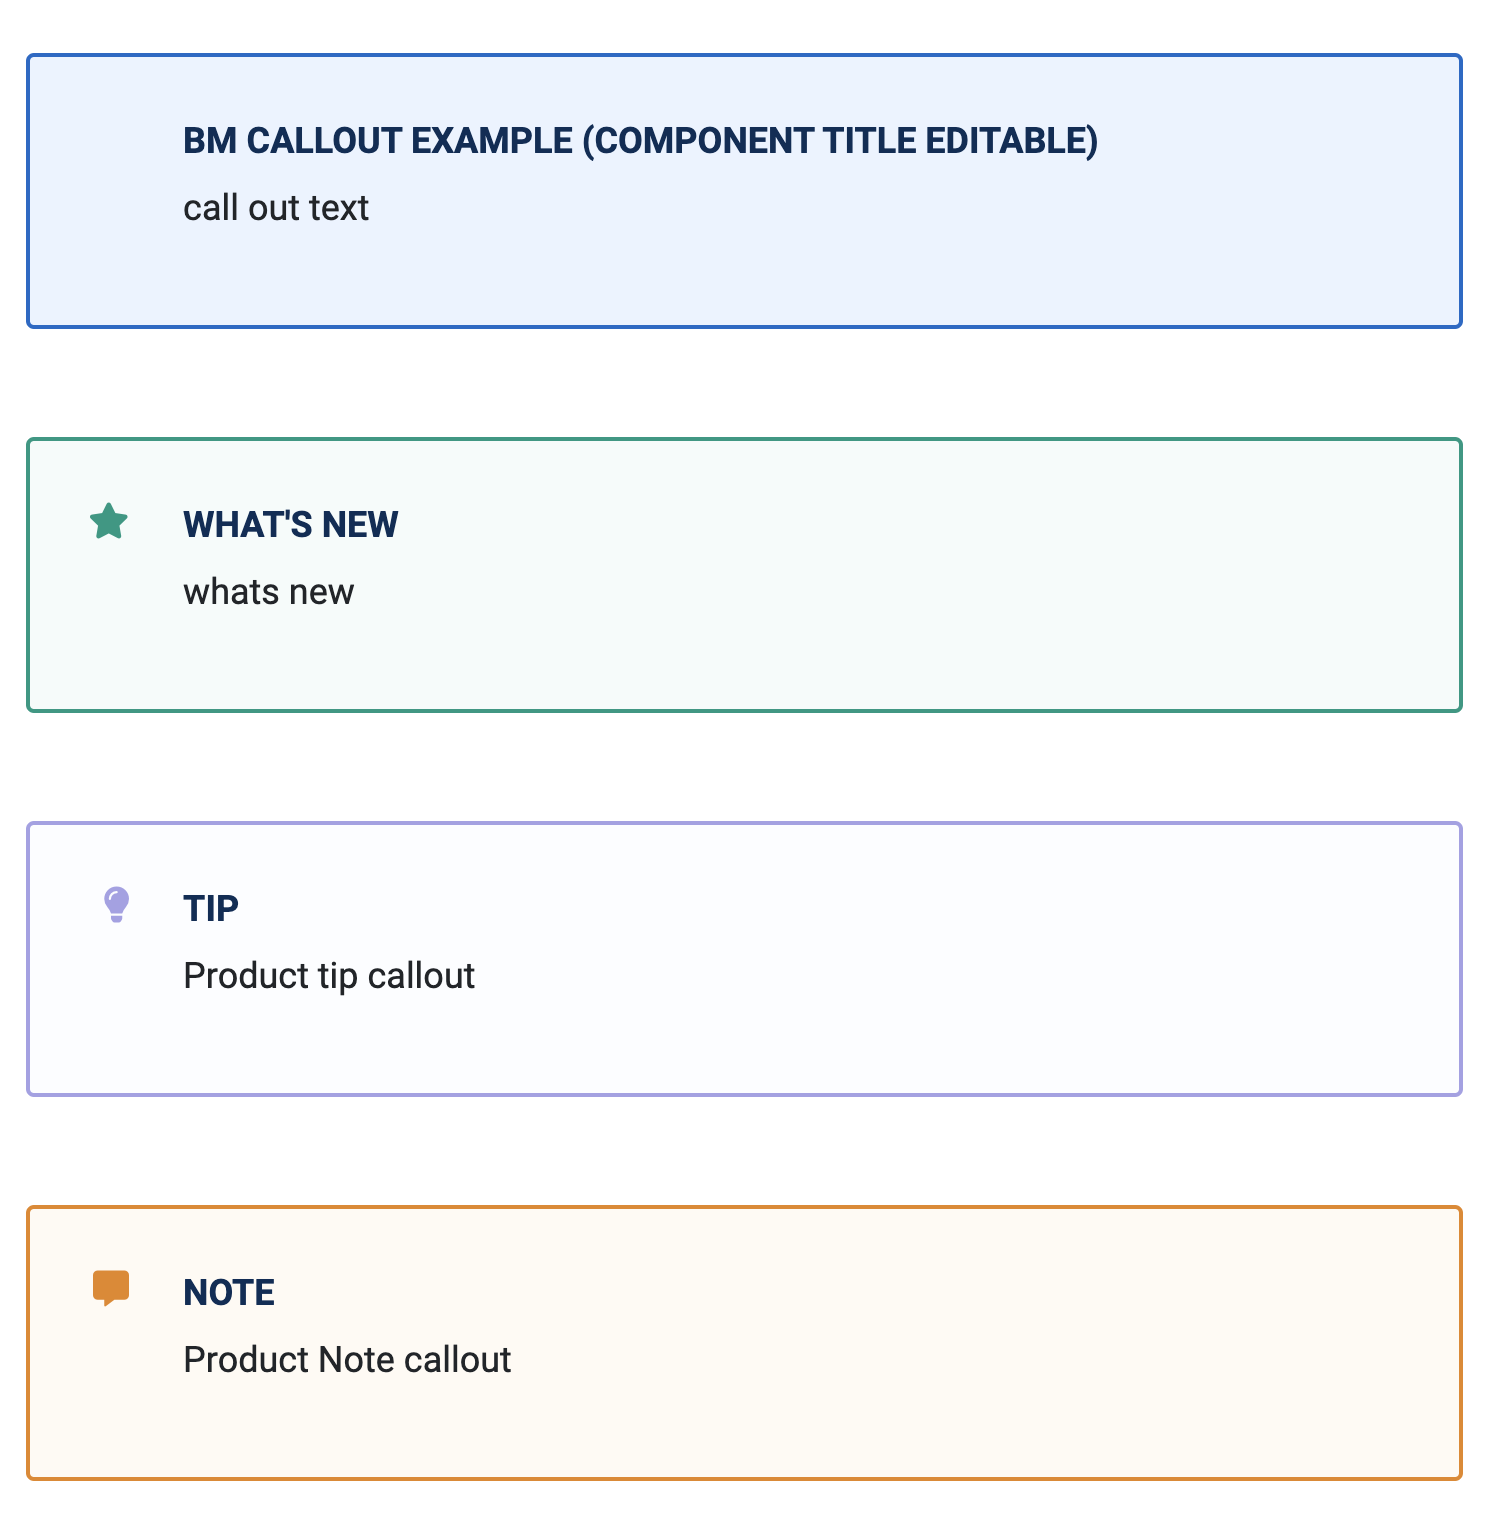 BM CALLOUT EXAMPLE (COMPONENT TITLE EDITABLE)
call out text
WHAT'S NEW
whats new
TIP
Product tip callout
NOTE
Product Note callout